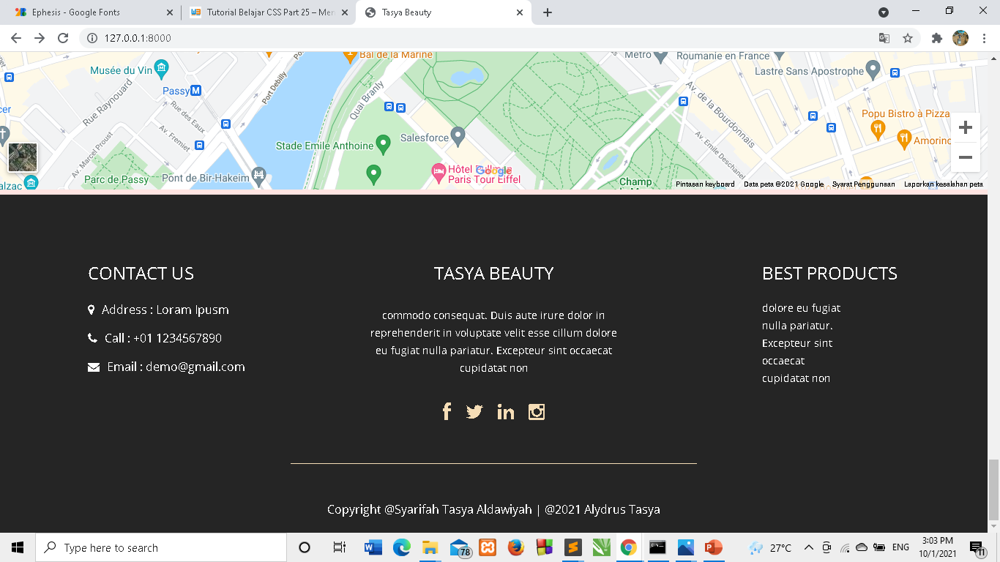 Ephesis - Google Fonts
Tutorial Belajar CSS Part 25 – Men
Tasya Beauty
127.0.0.1:8000
Bal de la Marine
Metro
Roumanie en France
Musée du Vin
Lastre Sans Apostrophe
Passy
M
Port Debilly
Rue Raynouard
Quai Branly
Av. de la Bourdonnais
Rue des Eaux
cer
Popu Bistro à Pizza
Av. Marcel Proust
Av. Fremiet
Stade Emile Anthoine
Salesforce
Av. Emile Deschanel
Amorino
Parc de Passy
Pont de Bir-Hakeim
Google
Paris Tour Eiffel
alzac
Champ
Pintasan keyboard
Data peta ©2021 Google
Syarat Penggunaan
Laporkan kesalahan peta
CONTACT US
Address : Loram Ipusm
Call : +01 1234567890
Email : demo@gmail.com
TASYA BEAUTY
commodo consequat. Duis aute irure dolor in
reprehenderit in voluptate velit esse cillum dolore
eu fugiat nulla pariatur. Excepteur sint occaecat
cupidatat non
BEST PRODUCTS
dolore eu fugiat
nulla pariatur.
Excepteur sint
occaecat
cupidatat non
Copyright @Syarifah Tasya Aldawiyah | @2021 Alydrus Tasya
Type here to search
78
27°C
ENG
3:03 PM
10/1/2021
11